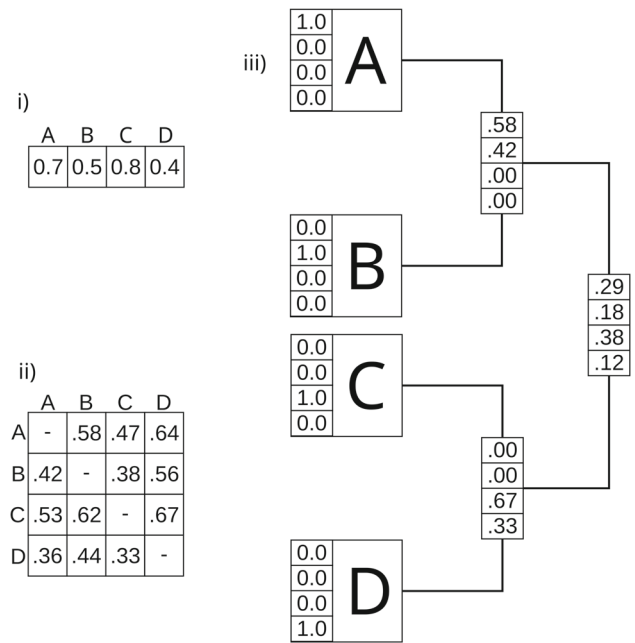 i)
A B C D
0.7 0.5 0.8 0.4
ii)
A B C D
A - .58 .47 .64
B .42 - .38 .56
C .53 .62 - .67
D .36 .44 .33 -
iii)
1.0
0.0
0.0
0.0
A
0.0
1.0
0.0
0.0
B
0.0
0.0
1.0
0.0
C
0.0
0.0
0.0
1.0
D
.58
.42
.00
.00
.00
.00
.67
.33
.29
.18
.38
.12